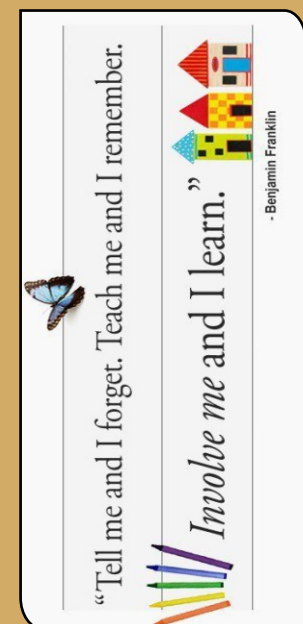 “Tell me and I forget. Teach me and I remember.
Involve me and I learn.”
- Benjamin Franklin